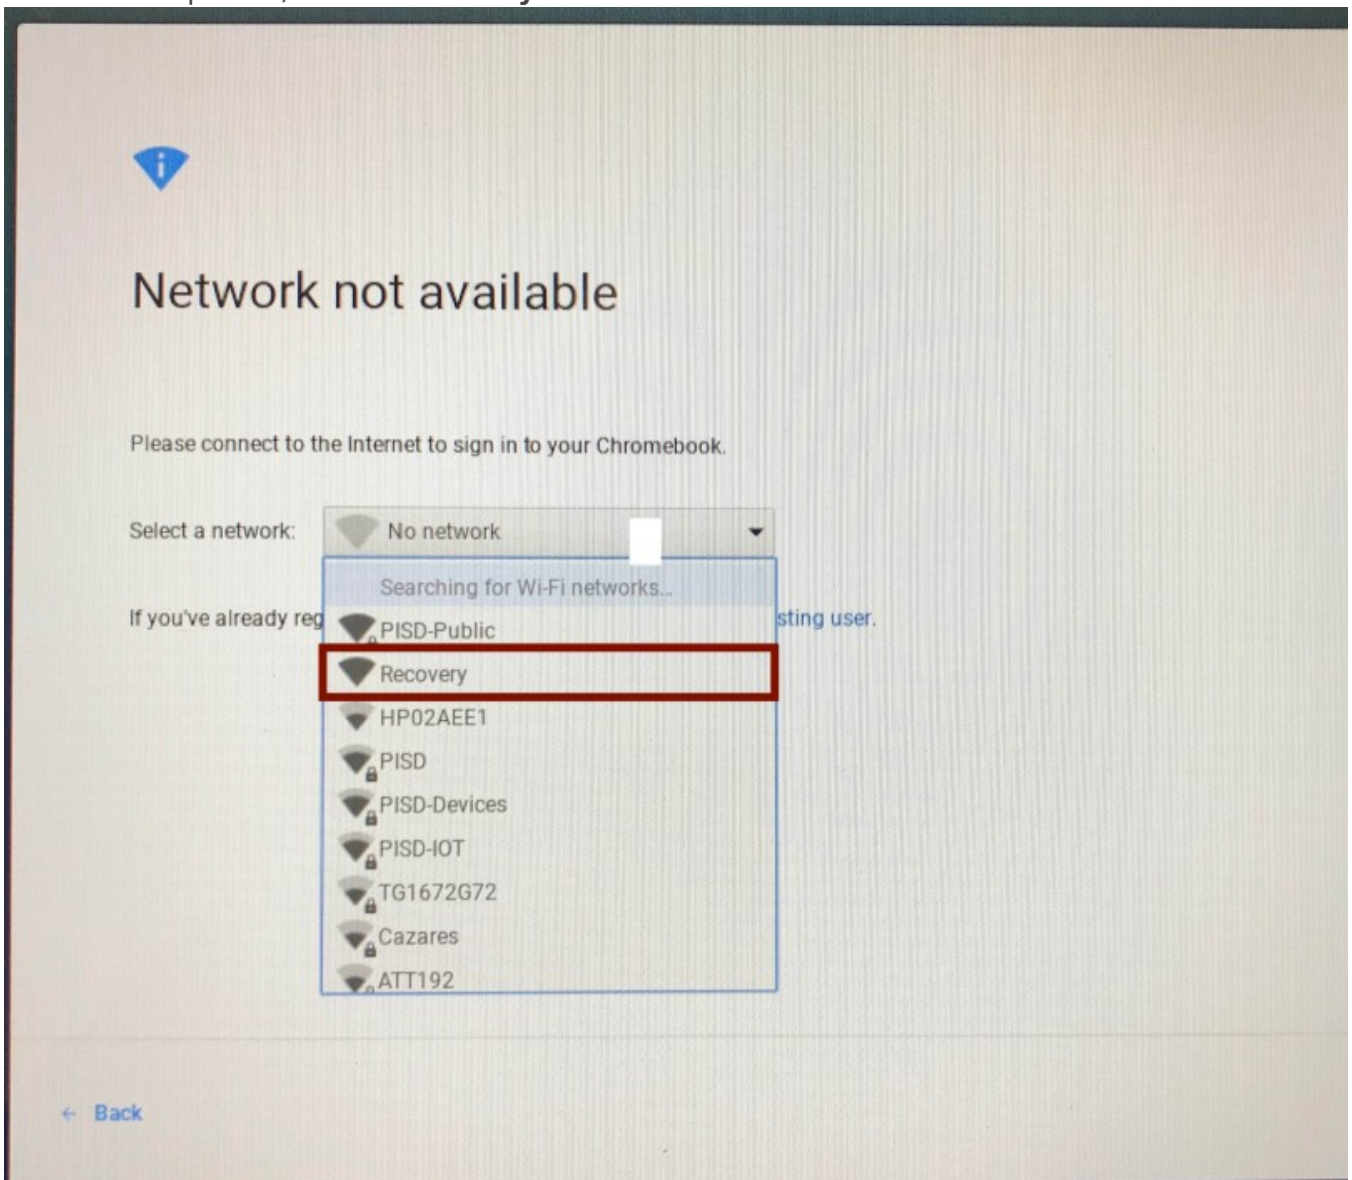 Network not available
Please connect to the Internet to sign in to your Chromebook.
Select a network: No network
Searching for Wi-Fi networks...
If you've already reg sting user.
PISD-Public
Recovery
HP02AEE1
PISD
PISD-Devices
PISD-IOT
TG1672G72
Cazares
ATT192
← Back